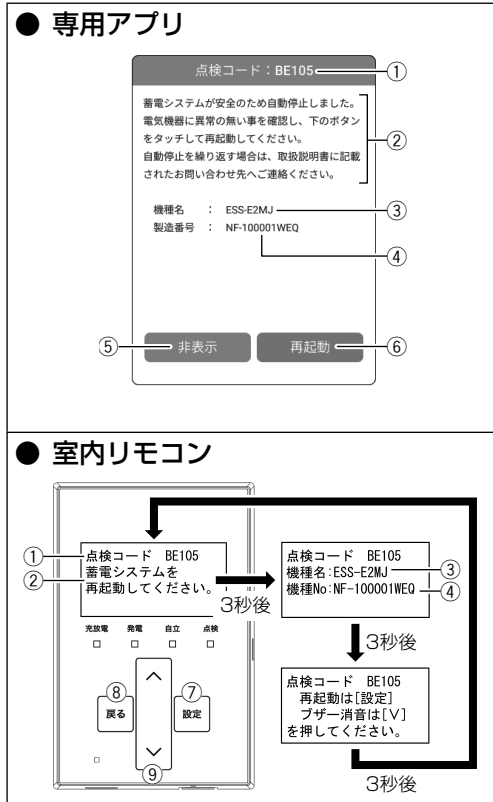 ● 専用アプリ
点検コード：BE105
①
蓄電システムが安全のため自動停止しました。
電気機器に異常の無い事を確認し、下のボタン
をタッチして再起動してください。
自動停止を繰り返す場合は、取扱説明書に記載
されたお問い合わせ先へご連絡ください。
②
機種名 ： ESS-E2MJ
③
製造番号 ： NF-100001WEQ
④
⑤
非表示
再起動
⑥
● 室内リモコン
①
点検コード BE105
②
蓄電システムを
再起動してください。
3秒後
点検コード BE105
機種名:ESS-E2MJ
③
機種No:NF-100001WEQ
④
3秒後
充放電 発電 自立 点検
点検コード BE105
再起動は[設定]
ブザー消音は[∨]
を押してください。
3秒後
⑧
戻る
⑦
設定
⑨